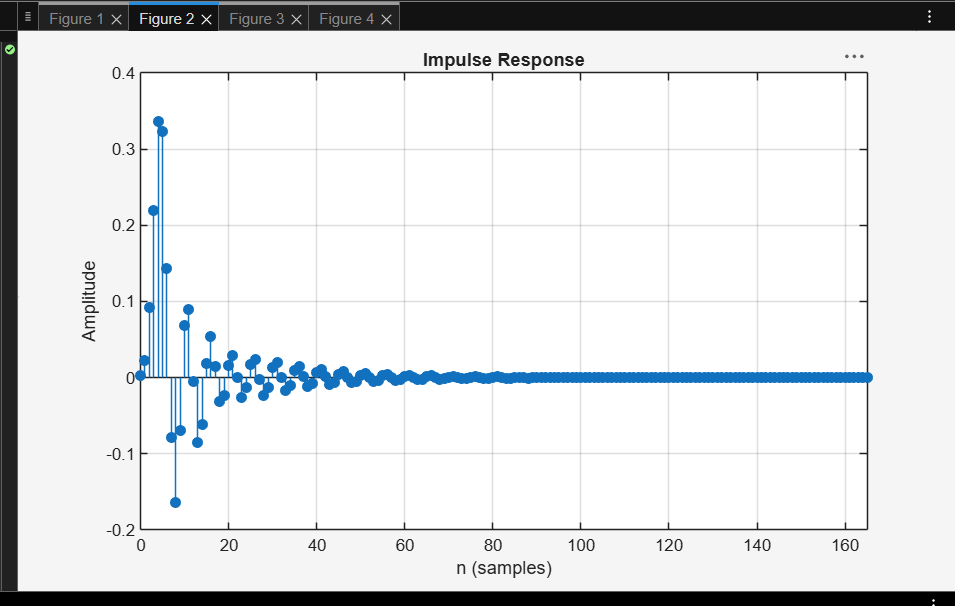 Figure 1 Figure 2 Figure 3 Figure 4
Impulse Response
0.4
0.3
0.2
0.1
0
-0.1
-0.2
Amplitude
0 20 40 60 80 100 120 140 160
n (samples)